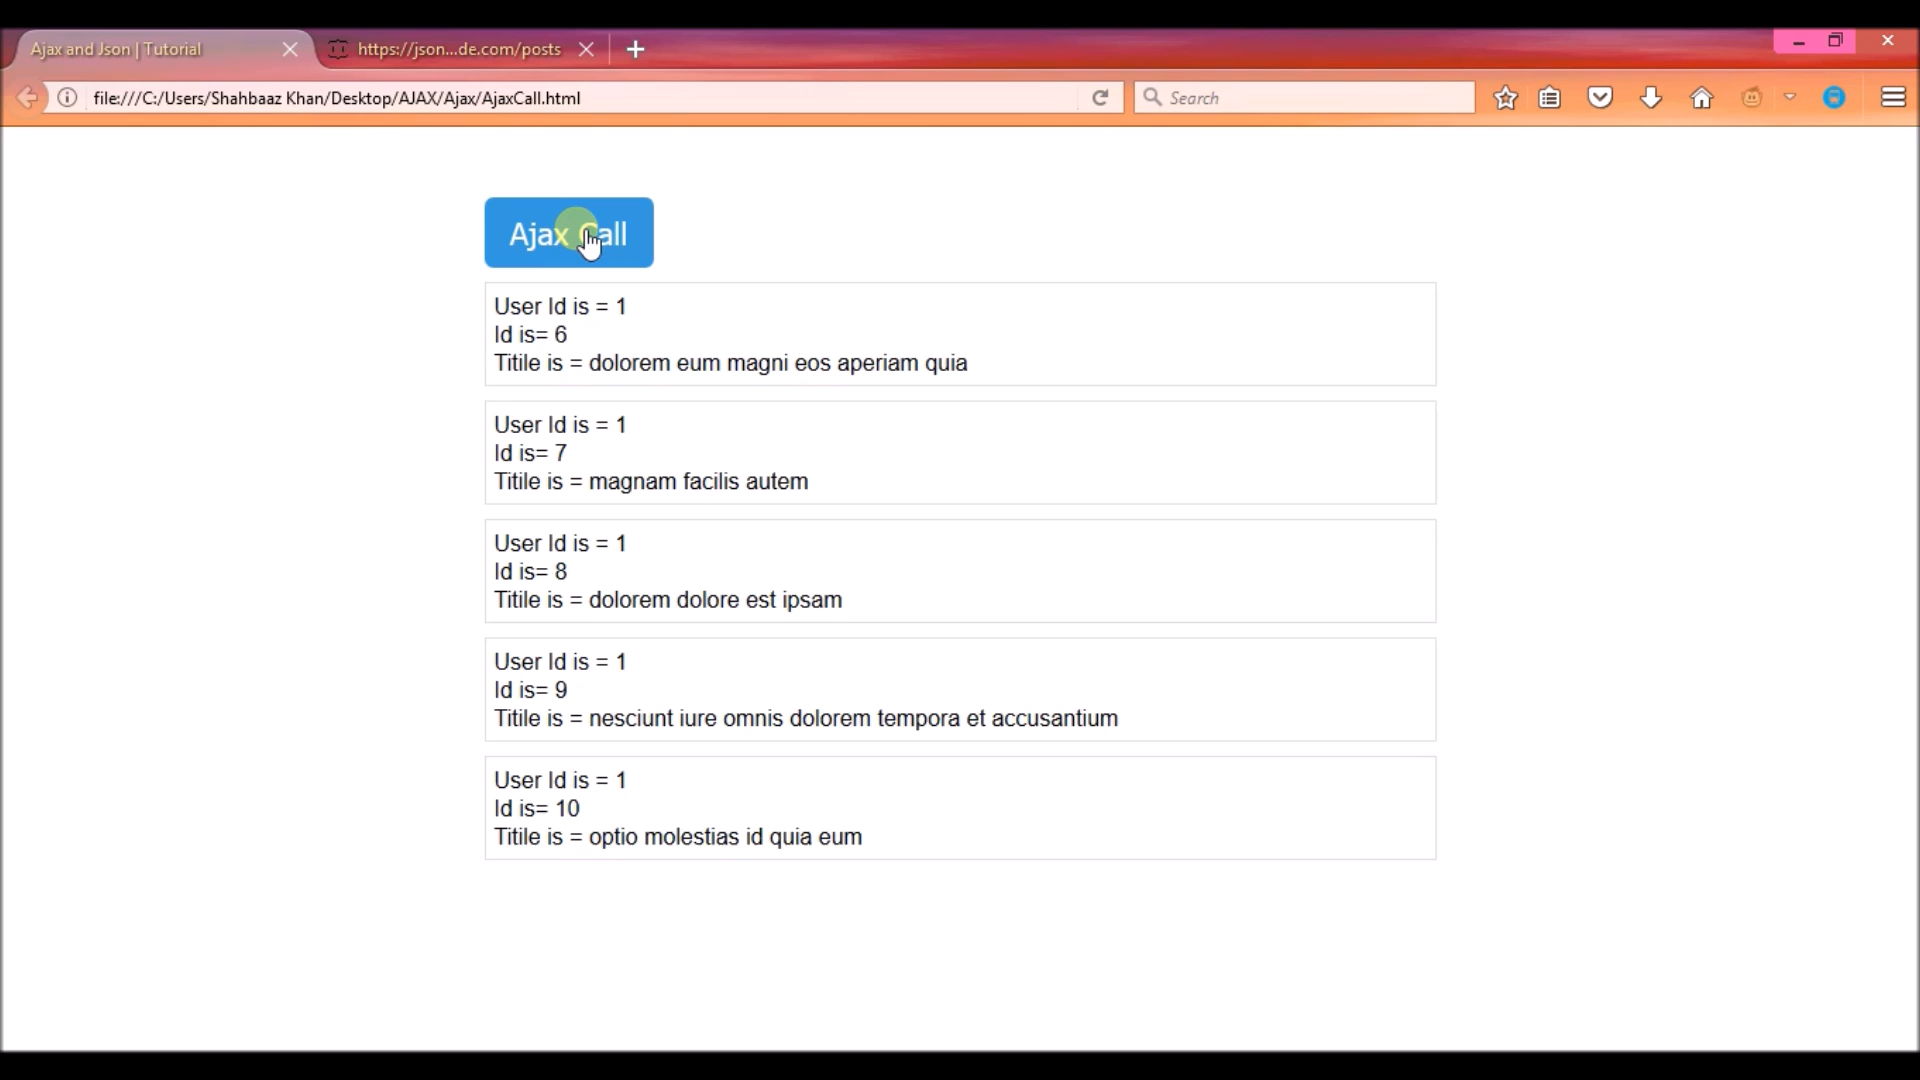 Ajax and Json | Tutorial
https://json...de.com/posts
file:///C:/Users/Shahbaaz Khan/Desktop/AJAX/Ajax/AjaxCall.html
Search
Ajax Call
User Id is = 1
Id is= 6
Titile is = dolorem eum magni eos aperiam quia
User Id is = 1
Id is= 7
Titile is = magnam facilis autem
User Id is = 1
Id is= 8
Titile is = dolorem dolore est ipsam
User Id is = 1
Id is= 9
Titile is = nesciunt iure omnis dolorem tempora et accusantium
User Id is = 1
Id is= 10
Titile is = optio molestias id quia eum